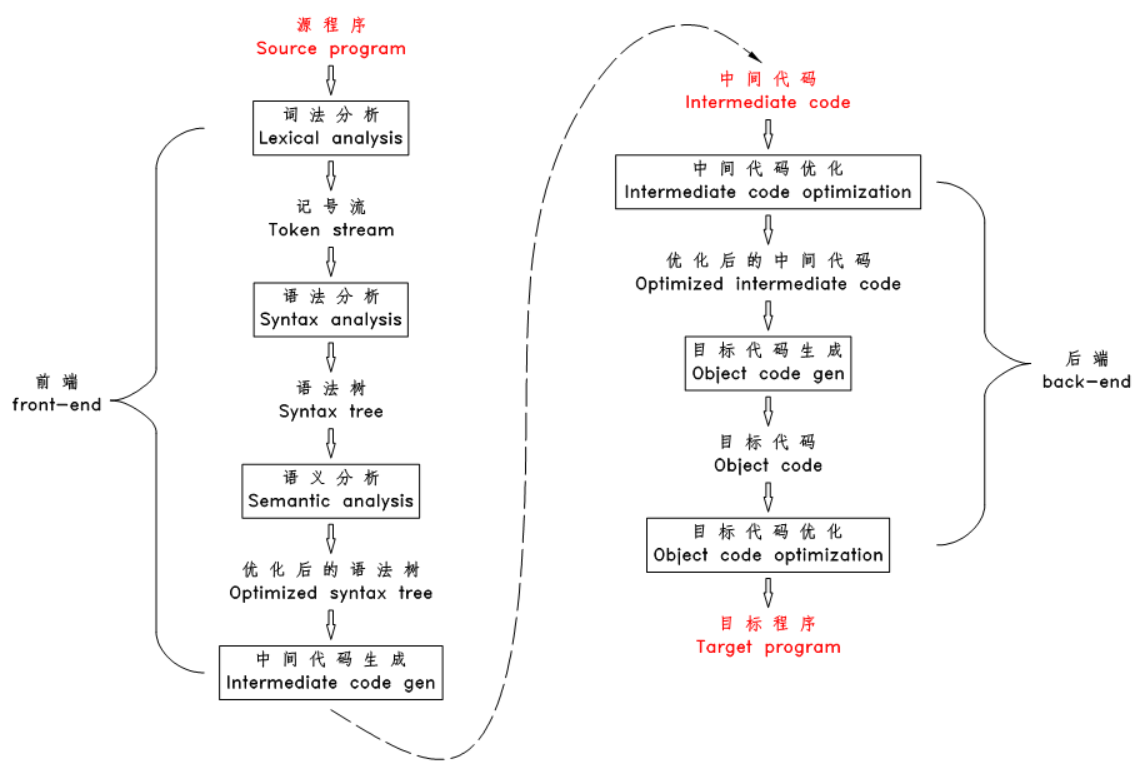 源程序
Source program
词法分析
Lexical analysis
记号流
Token stream
语法分析
Syntax analysis
语法树
Syntax tree
语义分析
Semantic analysis
优化后的语法树
Optimized syntax tree
中间代码生成
Intermediate code gen
前端
front-end
中间代码
Intermediate code
中间代码优化
Intermediate code optimization
优化后的中间代码
Optimized intermediate code
目标代码生成
Object code gen
目标代码
Object code
目标代码优化
Object code optimization
目标程序
Target program
后端
back-end